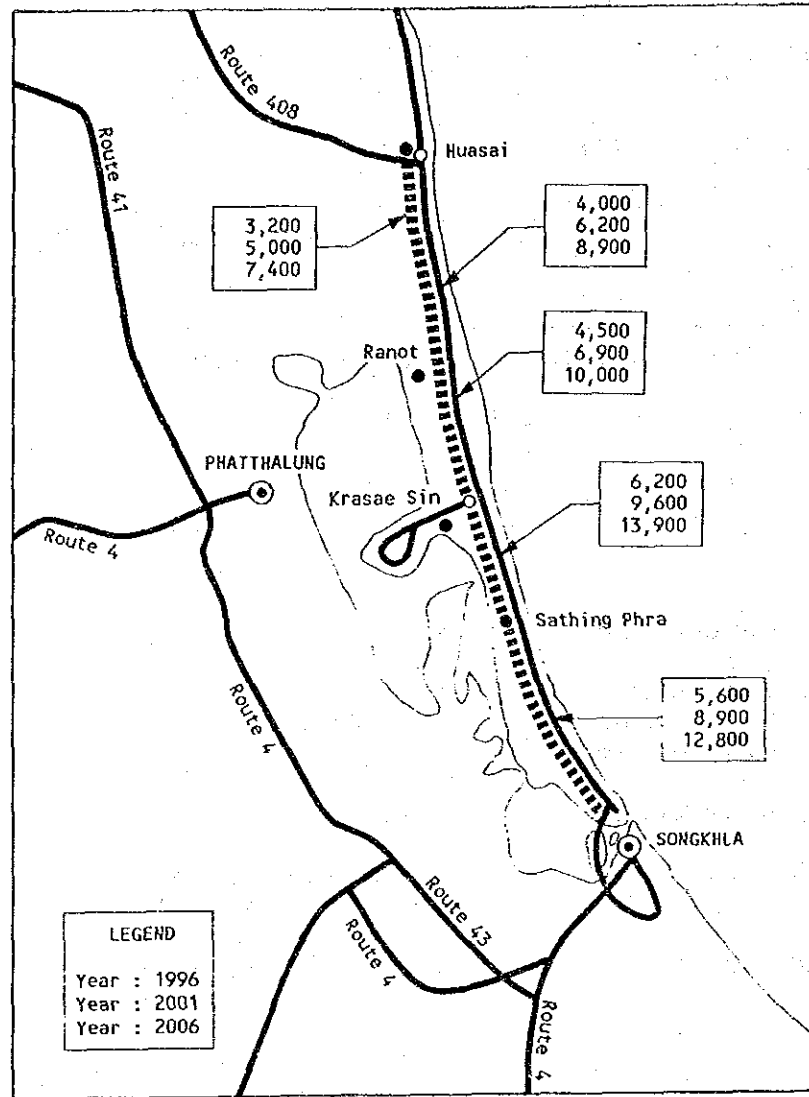 Route 408
Huasai
Route 41
3,200
5,000
7,400
4,000
6,200
8,900
4,500
6,900
10,000
Ranot
PHATTHALUNG
Krasae Sin
6,200
9,600
13,900
Route 4
Sathing Phra
Route 4
5,600
8,900
12,800
SONGKHLA
Route 43
Route 4
Route 4
LEGEND
Year : 1996
Year : 2001
Year : 2006